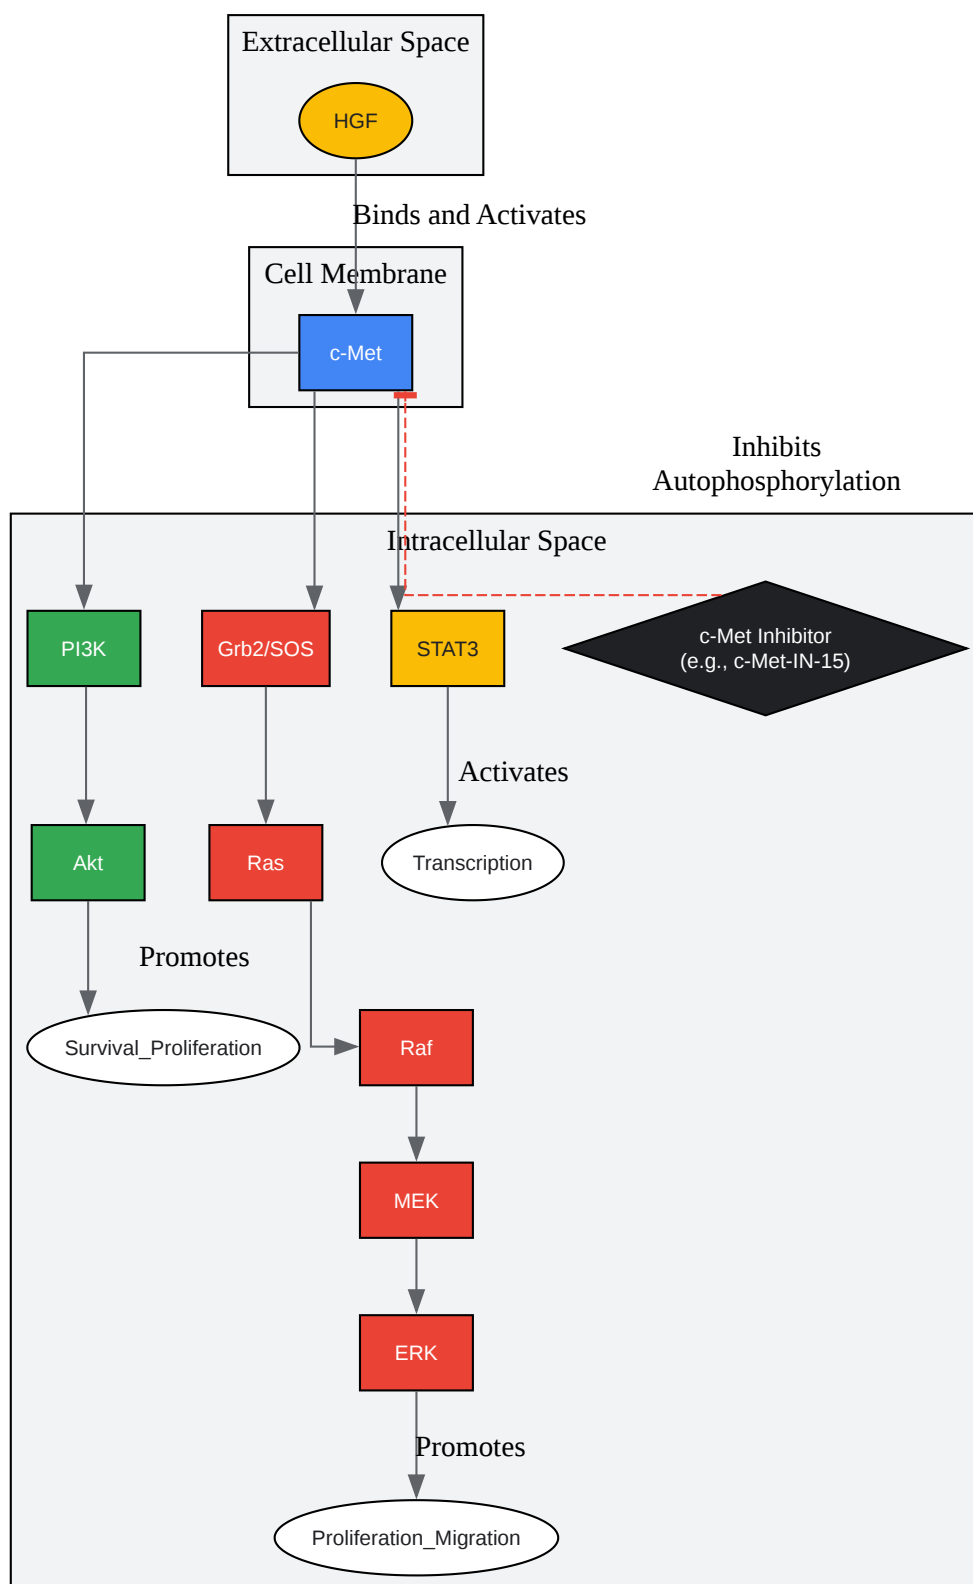 Extracellular Space
HGF
Binds and Activates
Cell Membrane
c-Met
Inhibits
Autophosphorylation
Intracellular Space
PI3K
Grb2/SOS
STAT3
c-Met Inhibitor
(e.g., c-Met-IN-15)
Activates
Akt
Ras
Transcription
Promotes
Survival_Proliferation
Raf
MEK
ERK
Promotes
Proliferation_Migration